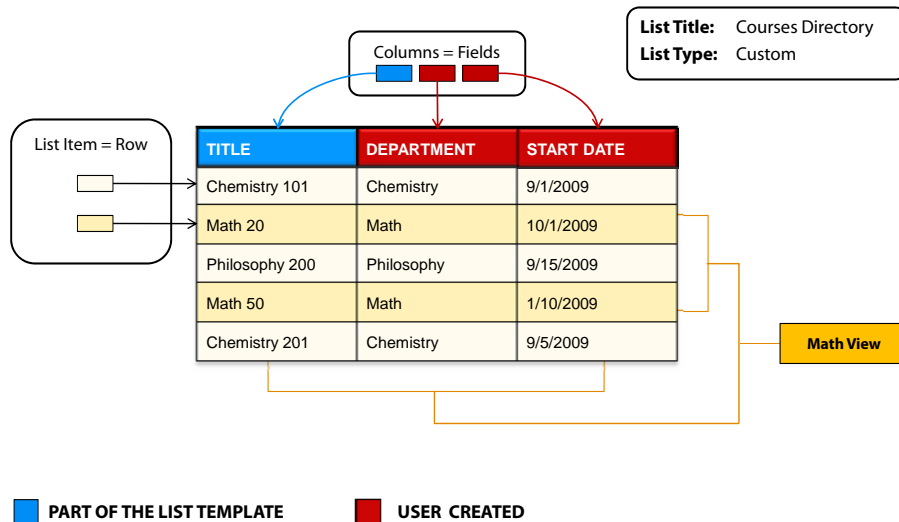 Columns = Fields
List Title: Courses Directory
List Type: Custom
List Item = Row
TITLE DEPARTMENT START DATE
Chemistry 101 Chemistry 9/1/2009
Math 20 Math 10/1/2009
Philosophy 200 Philosophy 9/15/2009
Math 50 Math 1/10/2009
Chemistry 201 Chemistry 9/5/2009
Math View
PART OF THE LIST TEMPLATE USER CREATED